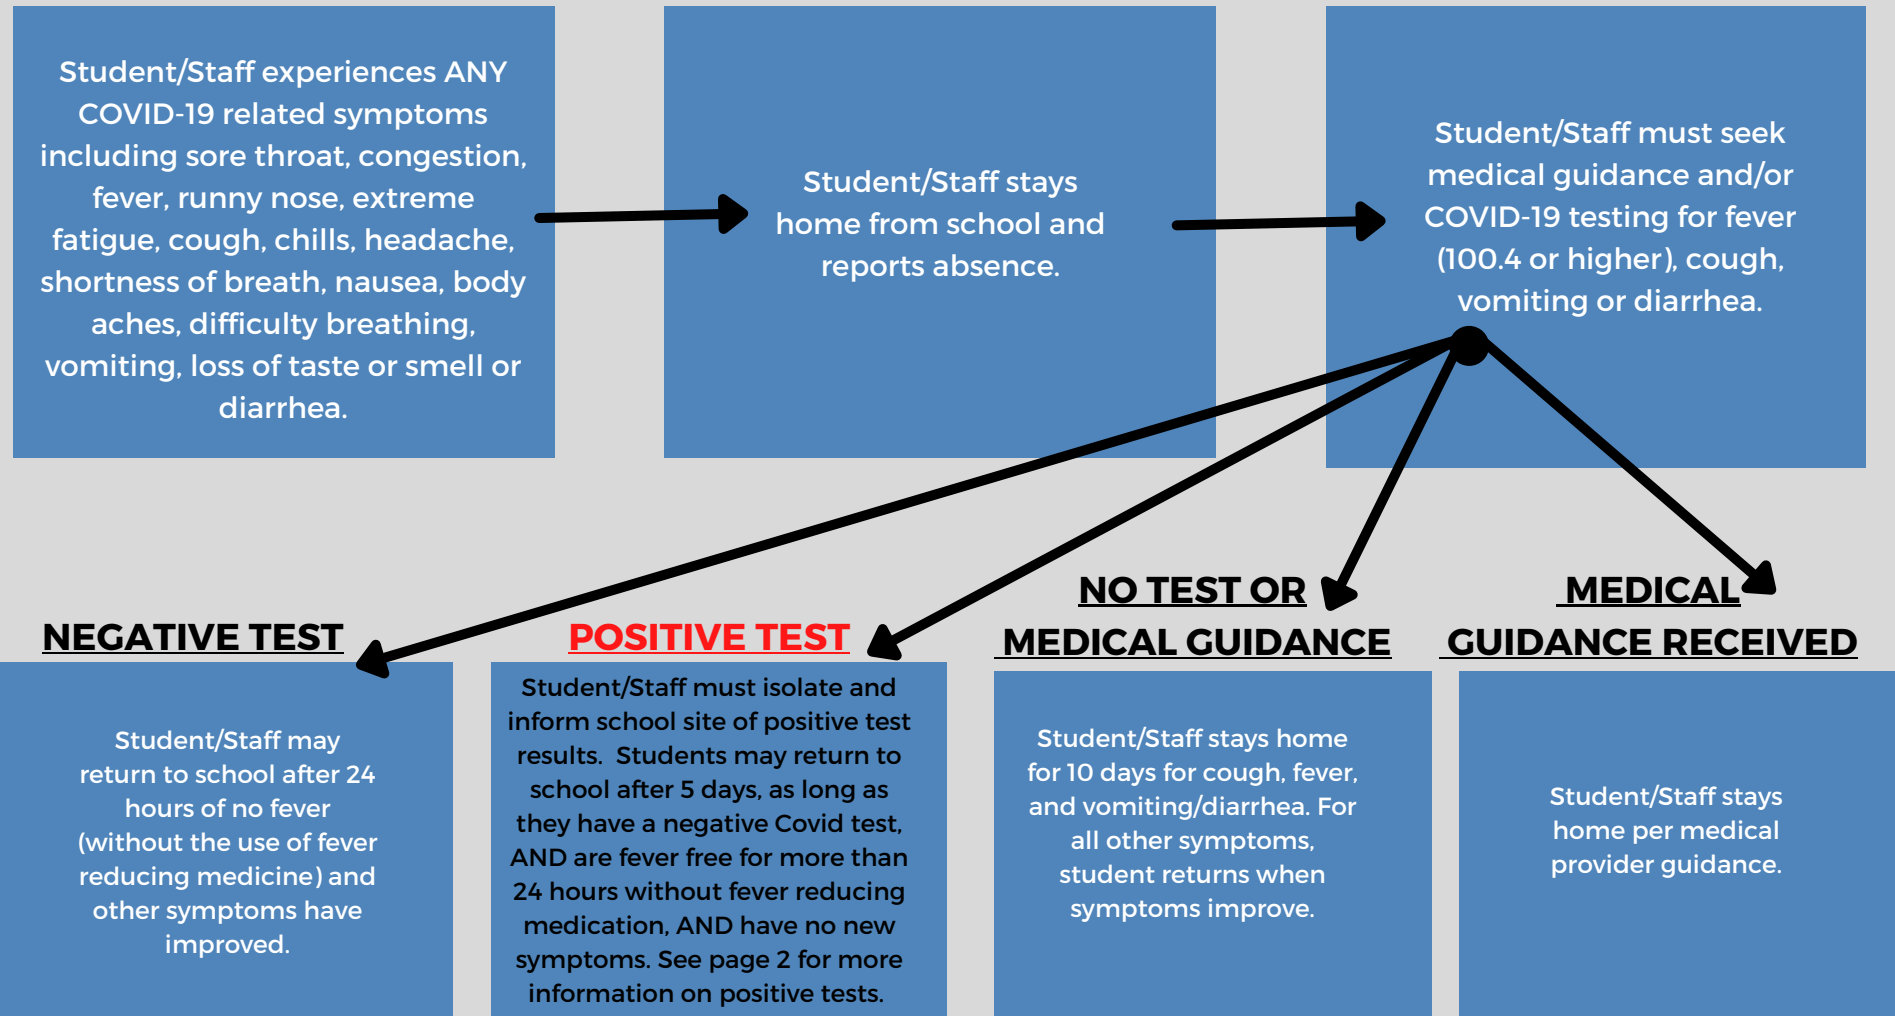 Student/Staff experiences ANY
COVID-19 related symptoms
including sore throat, congestion,
fever, runny nose, extreme
fatigue, cough, chills, headache,
shortness of breath, nausea, body
aches, difficulty breathing,
vomiting, loss of taste or smell or
diarrhea.
Student/Staff stays
home from school and
reports absence.
Student/Staff must seek
medical guidance and/or
COVID-19 testing for fever
(100.4 or higher), cough,
vomiting or diarrhea.
NEGATIVE TEST
Student/Staff may
return to school after 24
hours of no fever
(without the use of fever
reducing medicine) and
other symptoms have
improved.
POSITIVE TEST
Student/Staff must isolate and
inform school site of positive test
results. Students may return to
school after 5 days, as long as
they have a negative Covid test,
AND are fever free for more than
24 hours without fever reducing
medication, AND have no new
symptoms. See page 2 for more
information on positive tests.
NO TEST OR
MEDICAL GUIDANCE
Student/Staff stays home
for 10 days for cough, fever,
and vomiting/diarrhea. For
all other symptoms,
student returns when
symptoms improve.
MEDICAL
GUIDANCE RECEIVED
Student/Staff stays
home per medical
provider guidance.